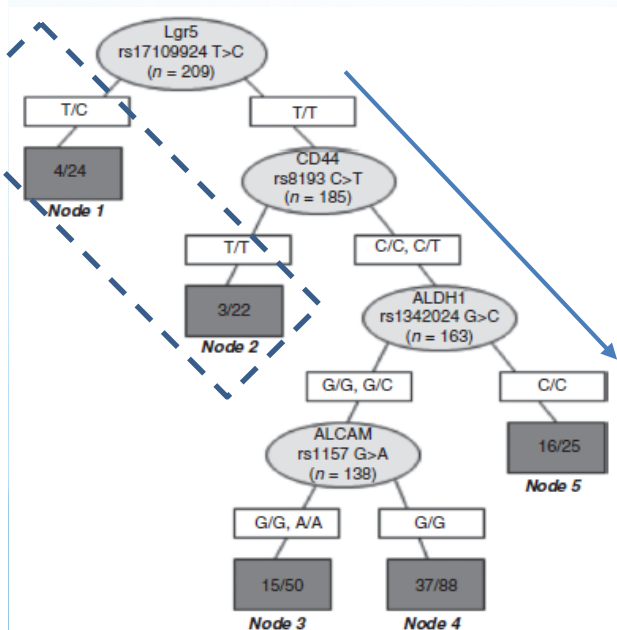 Lgr5
rs17109924 T>C
(n = 209)
T/C
T/T
4/24
Node 1
CD44
rs8193 C>T
(n = 185)
T/T
C/C, C/T
3/22
Node 2
ALDH1
rs1342024 G>C
(n = 163)
G/G, G/C
C/C
ALCAM
rs1157 G>A
(n = 138)
16/25
Node 5
G/G, A/A
G/G
15/50
37/88
Node 3
Node 4